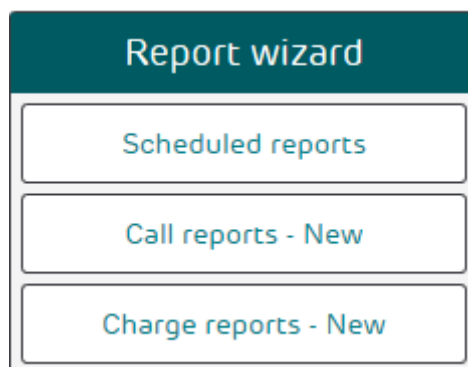 Report wizard
Scheduled reports
Call reports - New
Charge reports - New